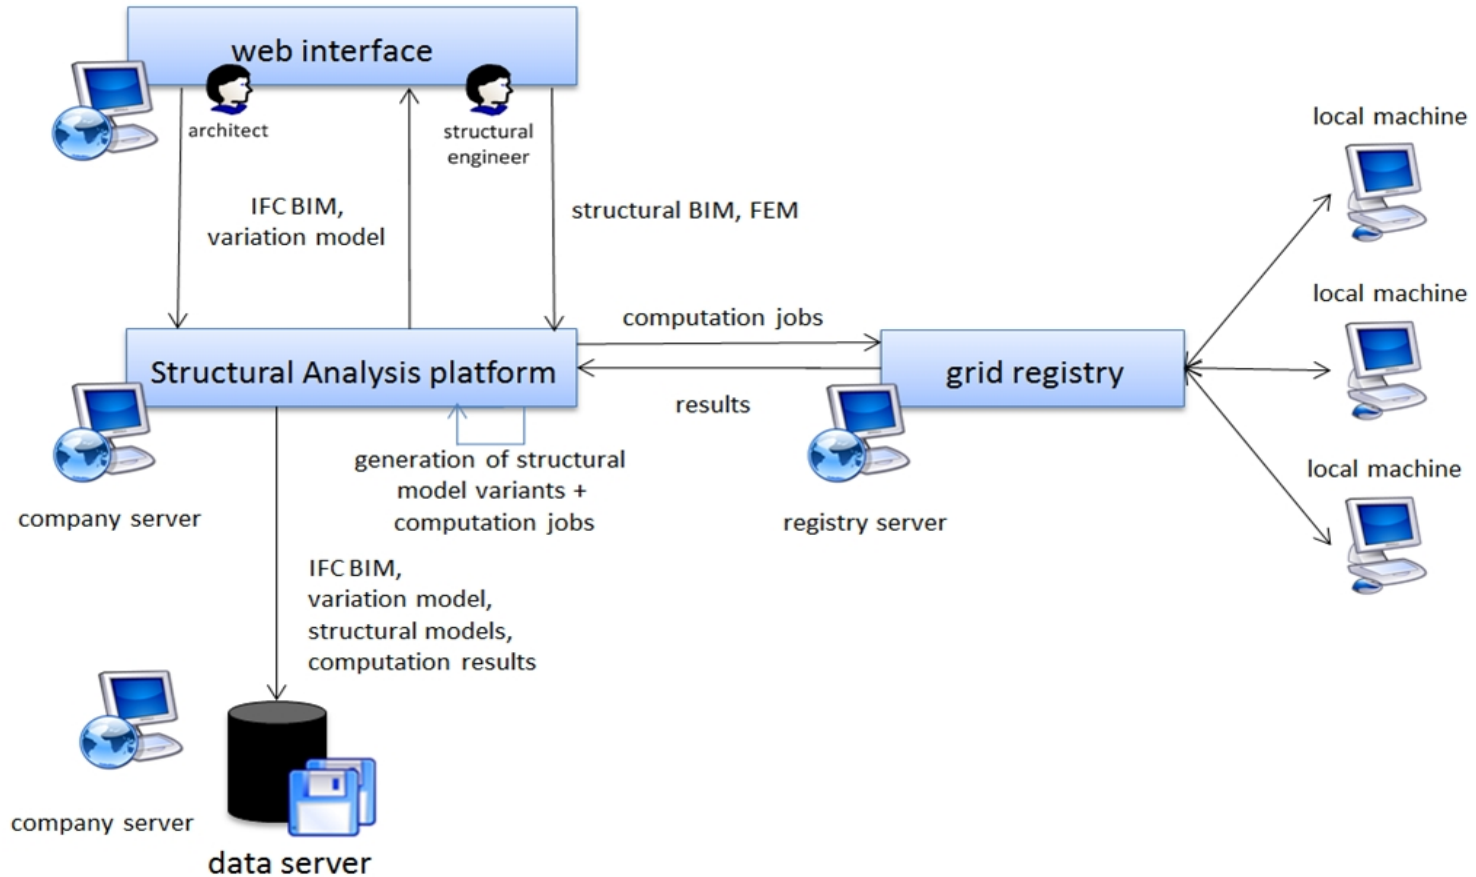 web interface
architect
structural
engineer
local machine
IFC BIM,
variation model
structural BIM, FEM
local machine
computation jobs
Structural Analysis platform
grid registry
results
generation of structural
model variants +
computation jobs
local machine
company server
registry server
IFC BIM,
variation model,
structural models,
computation results
company server
data server